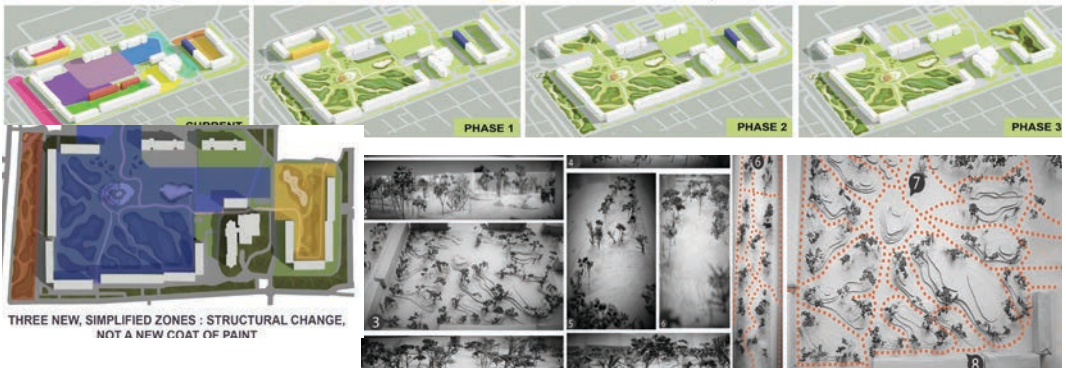 CURRENT
PHASE 1
PHASE 2
PHASE 3
THREE NEW, SIMPLIFIED ZONES : STRUCTURAL CHANGE,
NOT A NEW COAT OF PAINT
3
4
5
6
6
7
8